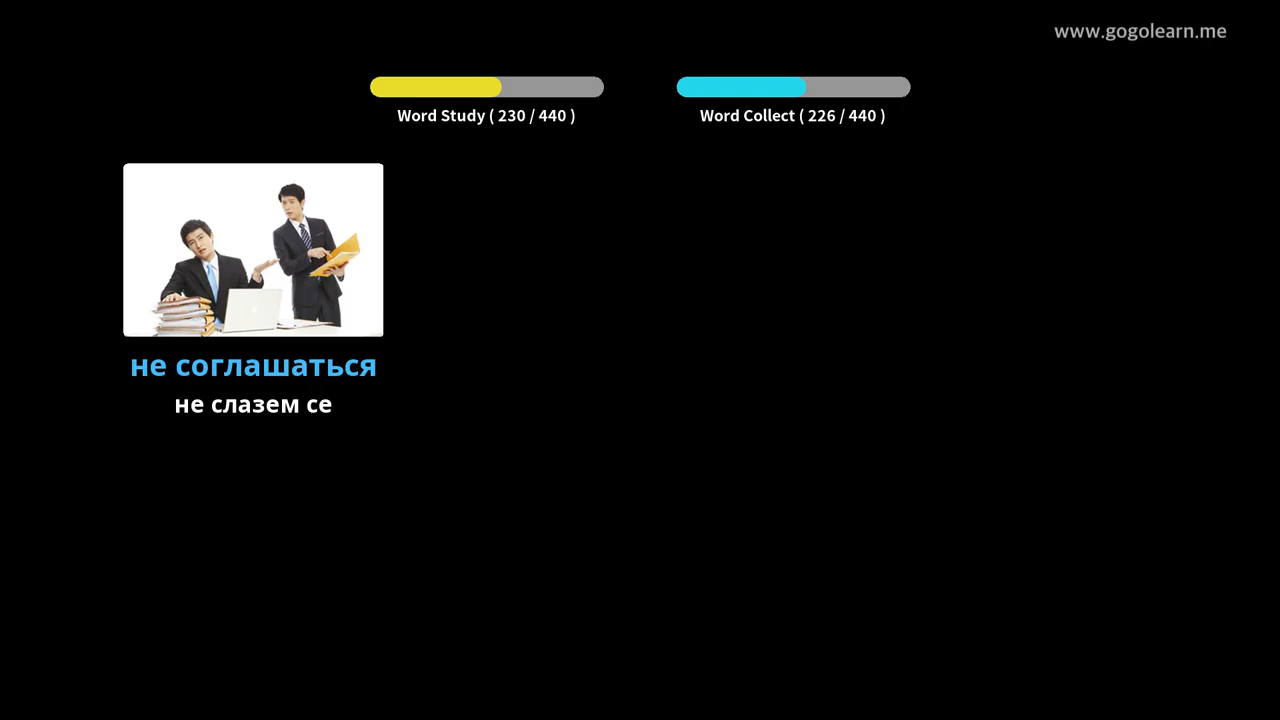 www.gogolearn.me
Word Study ( 230 / 440 )
Word Collect ( 226 / 440 )
не соглашаться
не слазем се